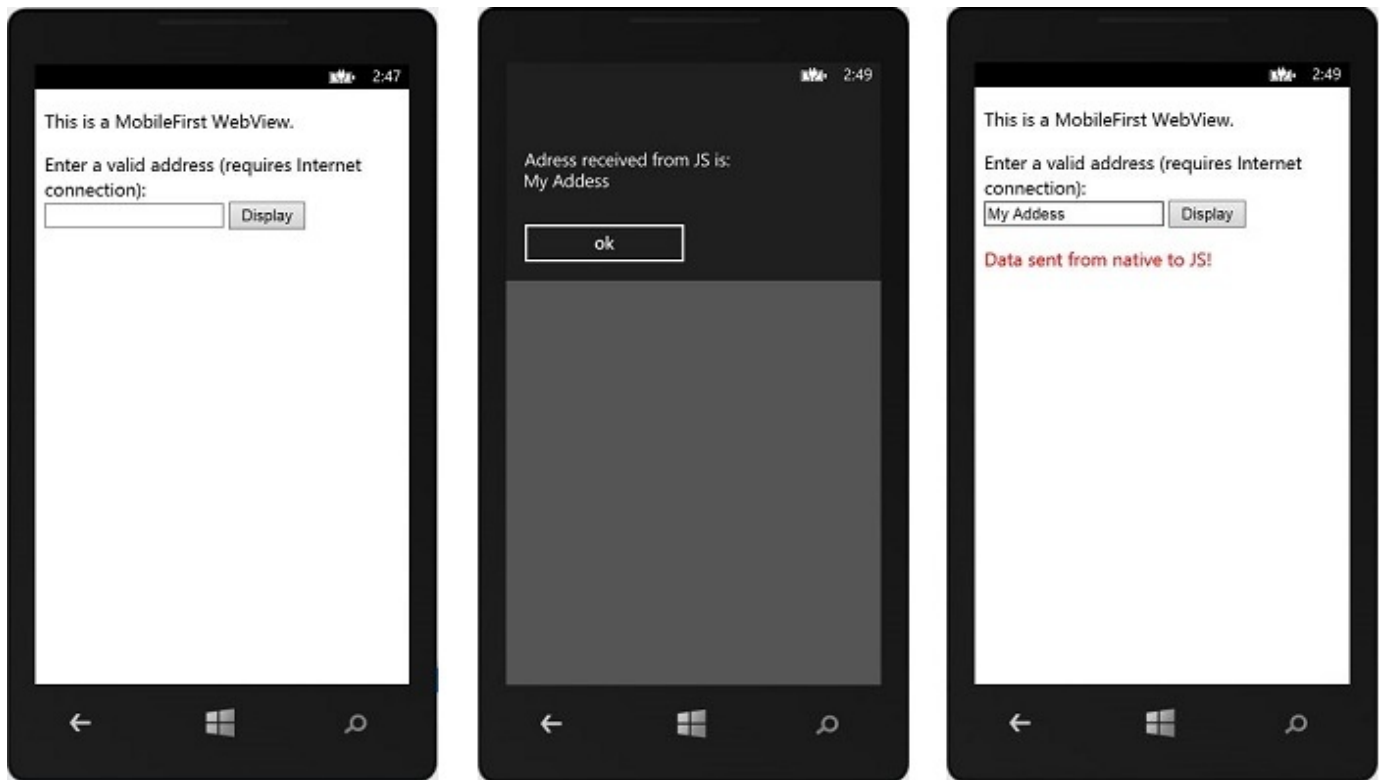 2:47
This is a MobileFirst WebView.
Enter a valid address (requires Internet
connection):
Display
2:49
Adress received from JS is:
My Addess
ok
2:49
This is a MobileFirst WebView.
Enter a valid address (requires Internet
connection):
My Addess Display
Data sent from native to JS!